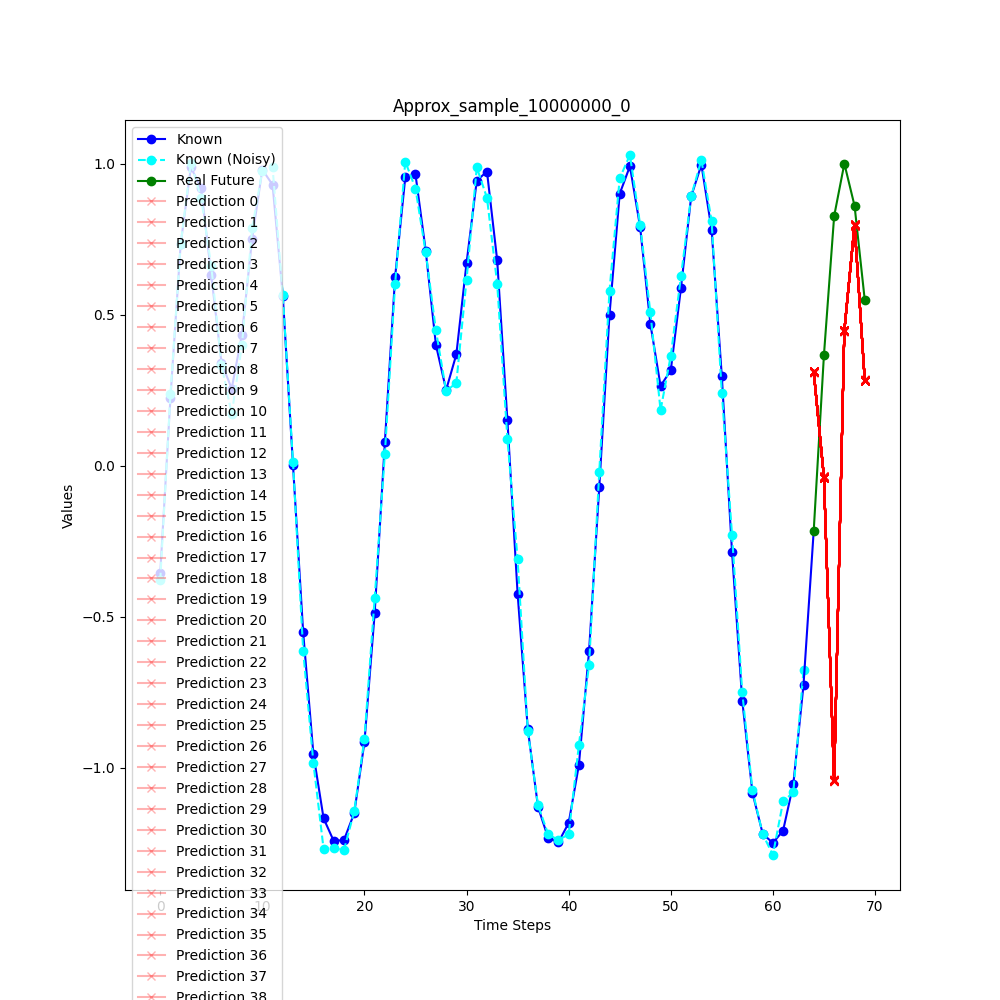 Approx_sample_10000000_0
Known
Known (Noisy)
Real Future
Prediction 0
Prediction 1
Prediction 2
Prediction 3
Prediction 4
Prediction 5
Prediction 6
Prediction 7
Prediction 8
Prediction 9
Prediction 10
Prediction 11
Prediction 12
Prediction 13
Prediction 14
Prediction 15
Prediction 16
Prediction 17
Prediction 18
Prediction 19
Prediction 20
Prediction 21
Prediction 22
Prediction 23
Prediction 24
Prediction 25
Prediction 26
Prediction 27
Prediction 28
Prediction 29
Prediction 30
Prediction 31
Prediction 32
Prediction 33
Prediction 34
Prediction 35
Prediction 36
Prediction 37
Prediction 38
1.0
0.5
0.0
−0.5
−1.0
Values
0 10 20 30 40 50 60 70
Time Steps